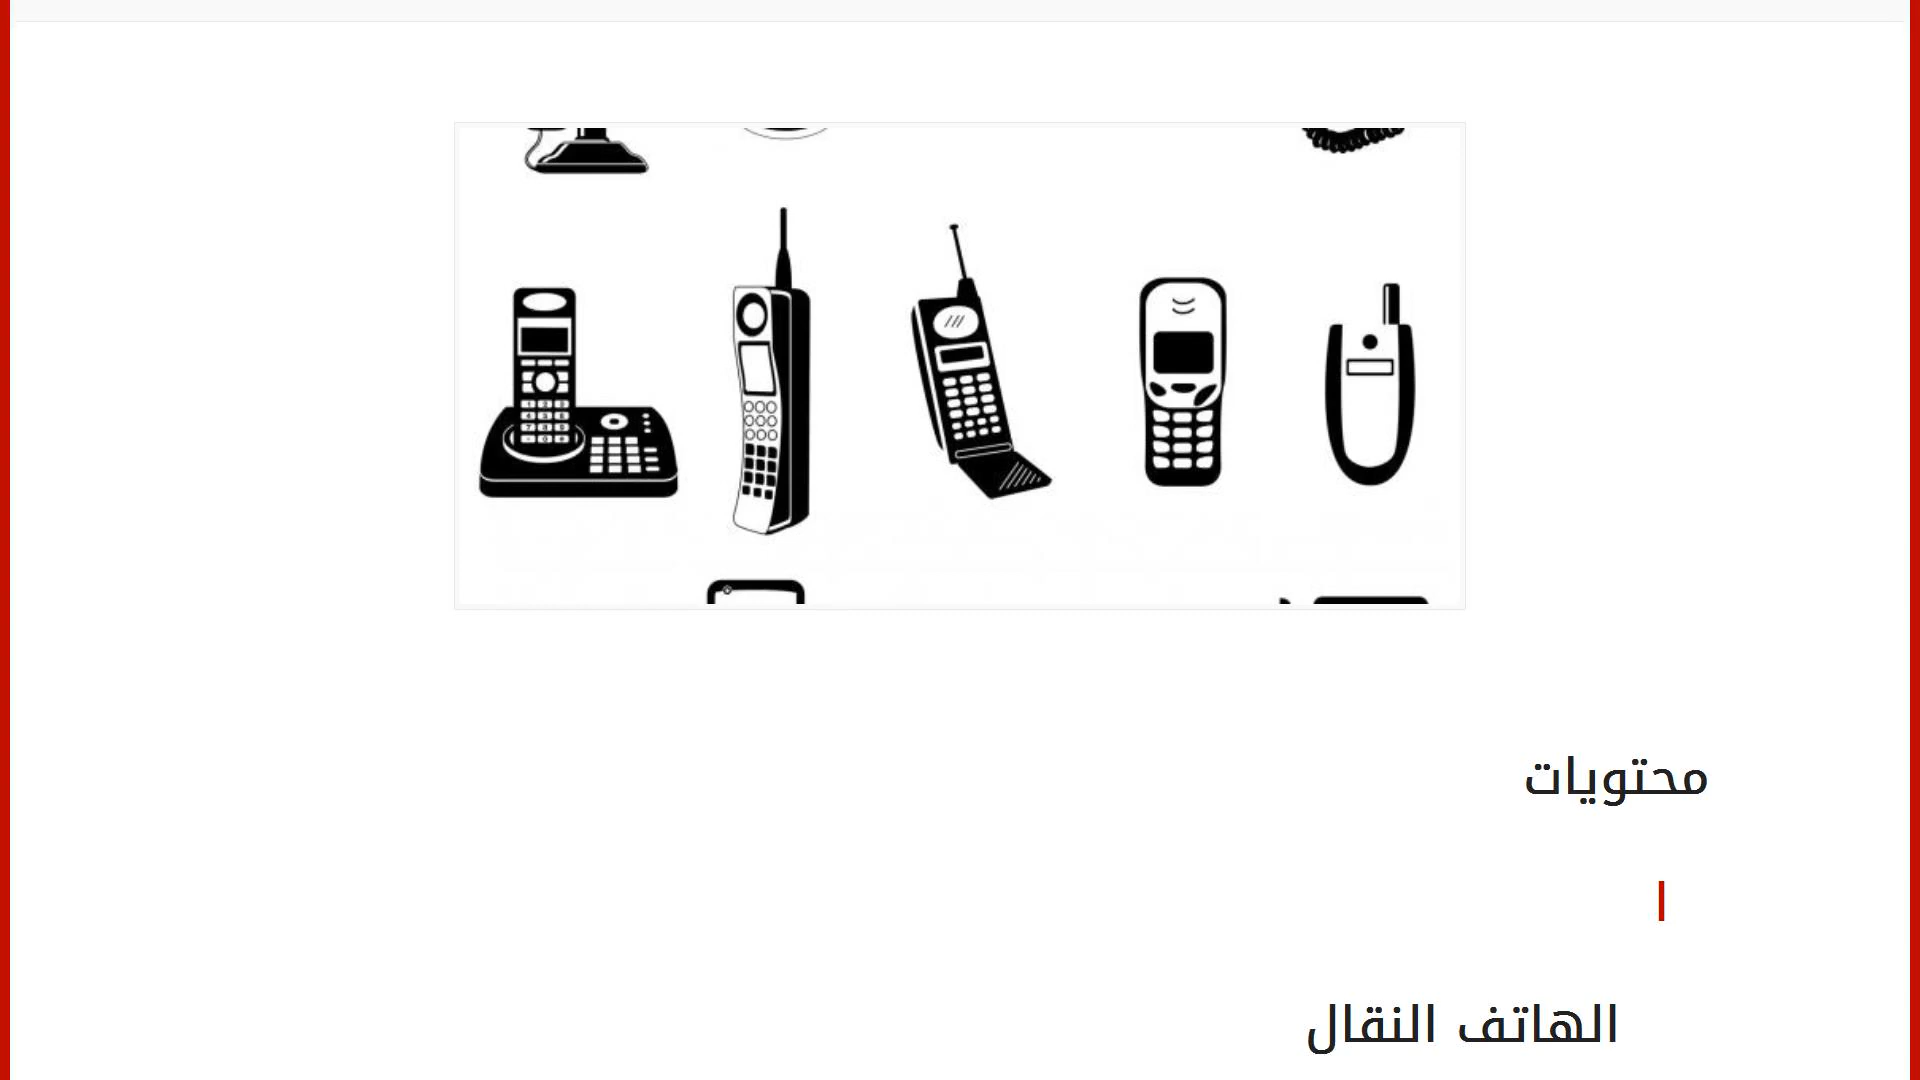 محتويات
ا
الهاتف النقال